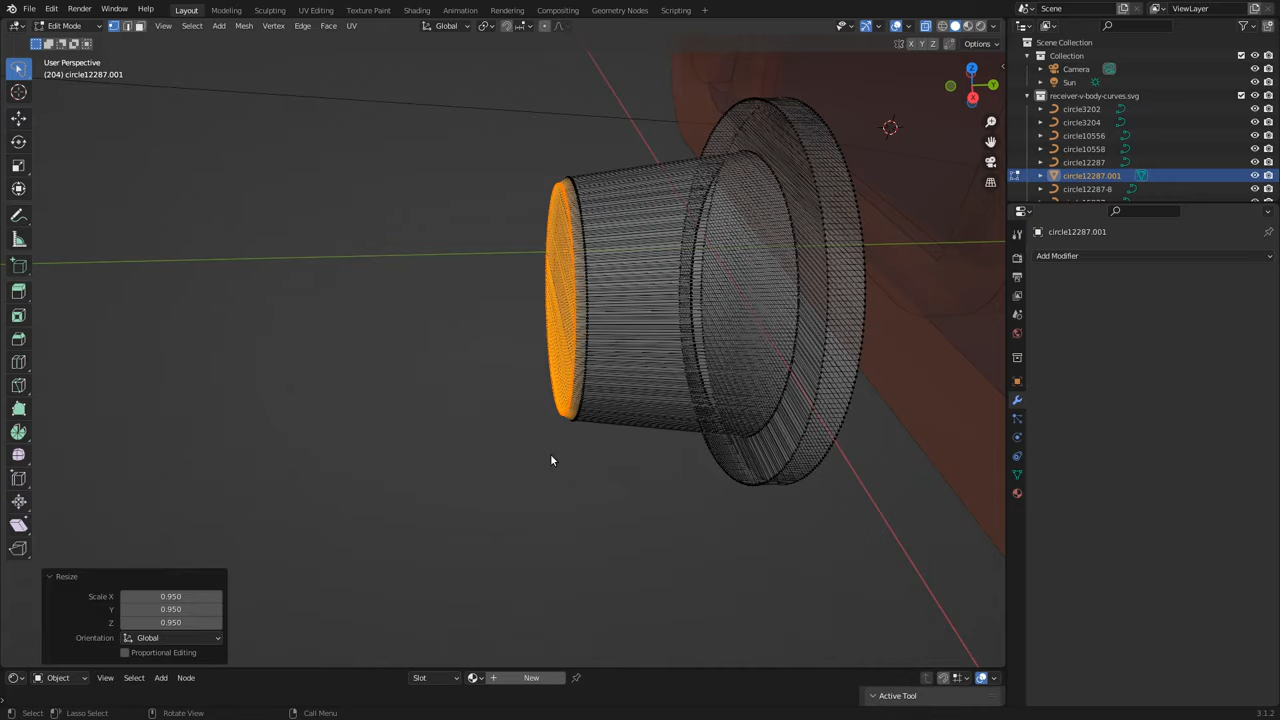 File Edit Render Window Help Layout Modeling Sculpting UV Editing Texture Paint Shading Animation Rendering Compositing Geometry Nodes Scripting + Scene ViewLayer
Edit Mode View Select Add Mesh Vertex Edge Face UV Global
X Y Z Options
User Perspective
(204) circle12287.001
Z
Y
X
Scene Collection
Collection
Camera
Sun
receiver-v-body-curves.svg
circle3202
circle3204
circle10556
circle10558
circle12287
circle12287.001
circle12287-8
circle12287.001
Add Modifier
Resize
Scale X 0.950
Y 0.950
Z 0.950
Orientation Global
Proportional Editing
Object View Select Add Node Slot New
Active Tool
Select Lasso Select Rotate View Call Menu 3.1.2